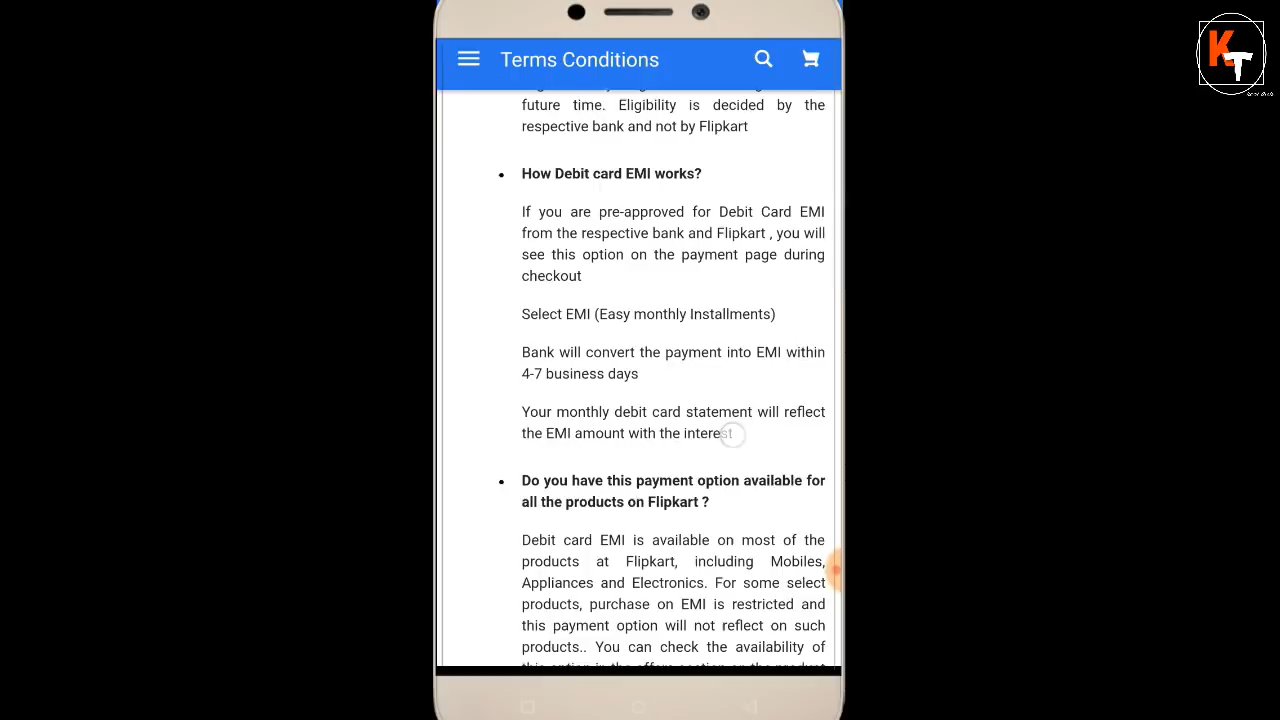 Terms Conditions
future time. Eligibility is decided by the
respective bank and not by Flipkart
• How Debit card EMI works?
If you are pre-approved for Debit Card EMI
from the respective bank and Flipkart , you will
see this option on the payment page during
checkout
Select EMI (Easy monthly Installments)
Bank will convert the payment into EMI within
4-7 business days
Your monthly debit card statement will reflect
the EMI amount with the interest
• Do you have this payment option available for
all the products on Flipkart ?
Debit card EMI is available on most of the
products at Flipkart, including Mobiles,
Appliances and Electronics. For some select
products, purchase on EMI is restricted and
this payment option will not reflect on such
products.. You can check the availability of
KT